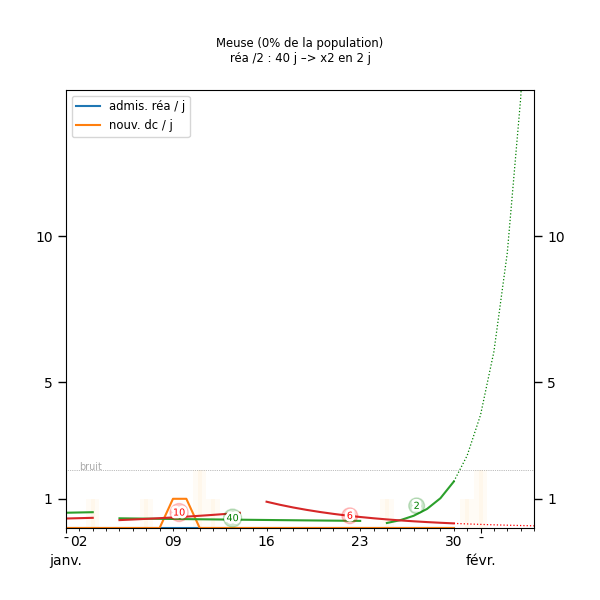 Meuse (0% de la population)
réa /2 : 40 j –> x2 en 2 j
admis. réa / j
nouv. dc / j
10 10
5 5
bruit
1 1
2
10 40 6
02 09 16 23 30
janv. févr.